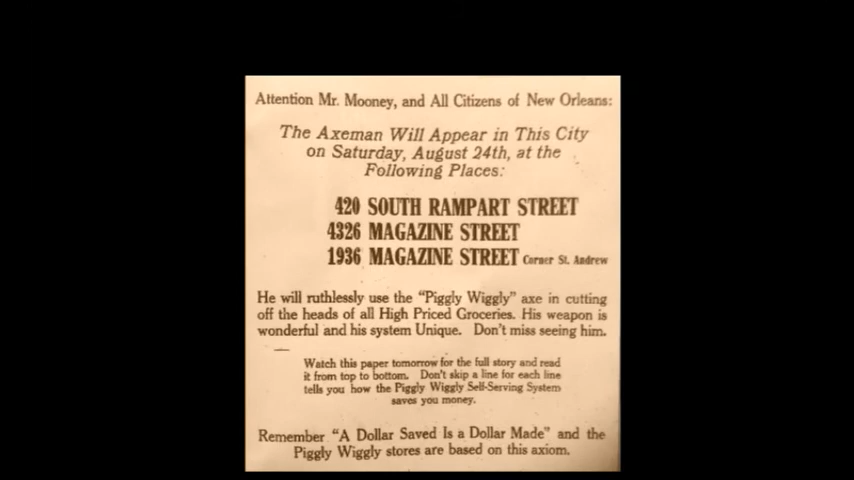 Attention Mr. Mooney, and All Citizens of New Orleans:
The Axeman Will Appear in This City
on Saturday, August 24th, at the
Following Places:
420 SOUTH RAMPART STREET
4326 MAGAZINE STREET
1936 MAGAZINE STREET Corner St. Andrew
He will ruthlessly use the "Piggly Wiggly" axe in cutting
off the heads of all High Priced Groceries. His weapon is
wonderful and his system Unique. Don't miss seeing him.
Watch this paper tomorrow for the full story and read
it from top to bottom. Don't skip a line for each line
tells you how the Piggly Wiggly Self-Serving System
saves you money.
Remember "A Dollar Saved Is a Dollar Made" and the
Piggly Wiggly stores are based on this axiom.